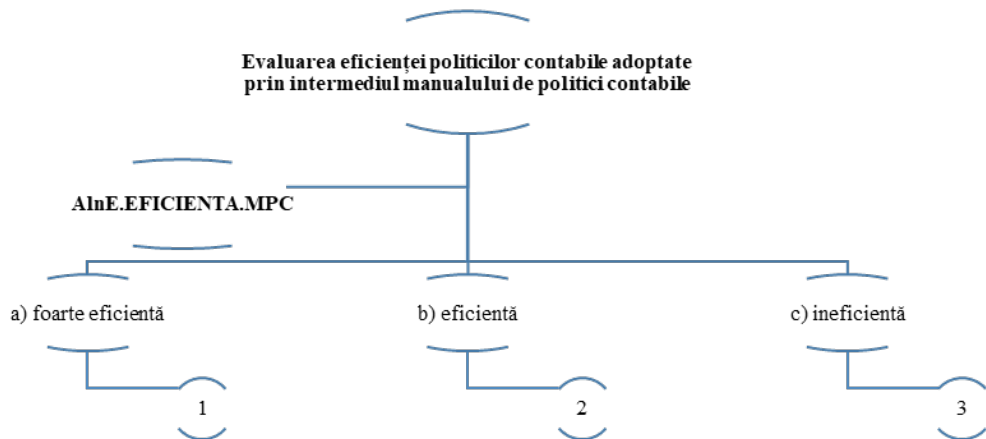 Evaluarea eficienței politicilor contabile adoptate
prin intermediul manualului de politici contabile
AlnE.EFICIENTA.MPC
a) foarte eficientă
b) eficientă
c) ineficientă
1
2
3